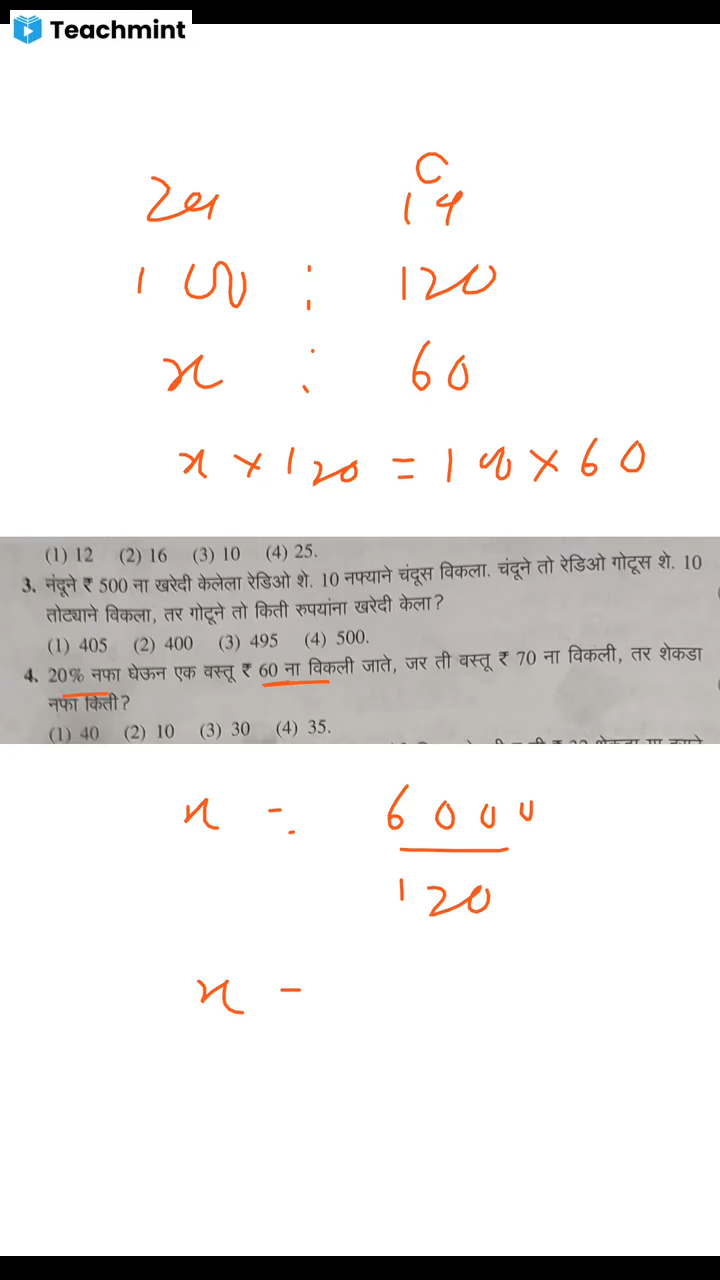 Teachmint
100 : 120
x : 60
x × 120 = 100 × 60
(1) 12 (2) 16 (3) 10 (4) 25.
3. नंदूने ₹ 500 ना खरेदी केलेला रेडिओ शे. 10 नफ्याने चंदूस विकला. चंदूने तो रेडिओ गोटूस शे. 10
तोट्याने विकला, तर गोटूने तो किती रुपयांना खरेदी केला?
(1) 405 (2) 400 (3) 495 (4) 500.
4. 20% नफा घेऊन एक वस्तू ₹ 60 ना विकली जाते, जर ती वस्तू ₹ 70 ना विकली, तर शेकडा
नफा किती?
(1) 40 (2) 10 (3) 30 (4) 35.
x = 6000
120
x =